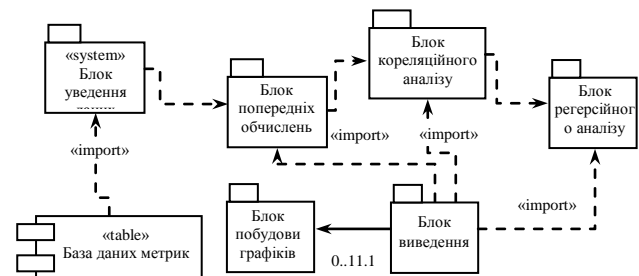 «system»
Блок
уведення
даних
Блок
попередніх
обчислень
Блок
кореляційного
аналізу
Блок
регерсійног
о аналізу
«import»
«import»
«import»
«table»
База даних метрик
Блок
побудови
графіків
0..11.1
Блок
виведення
«import»